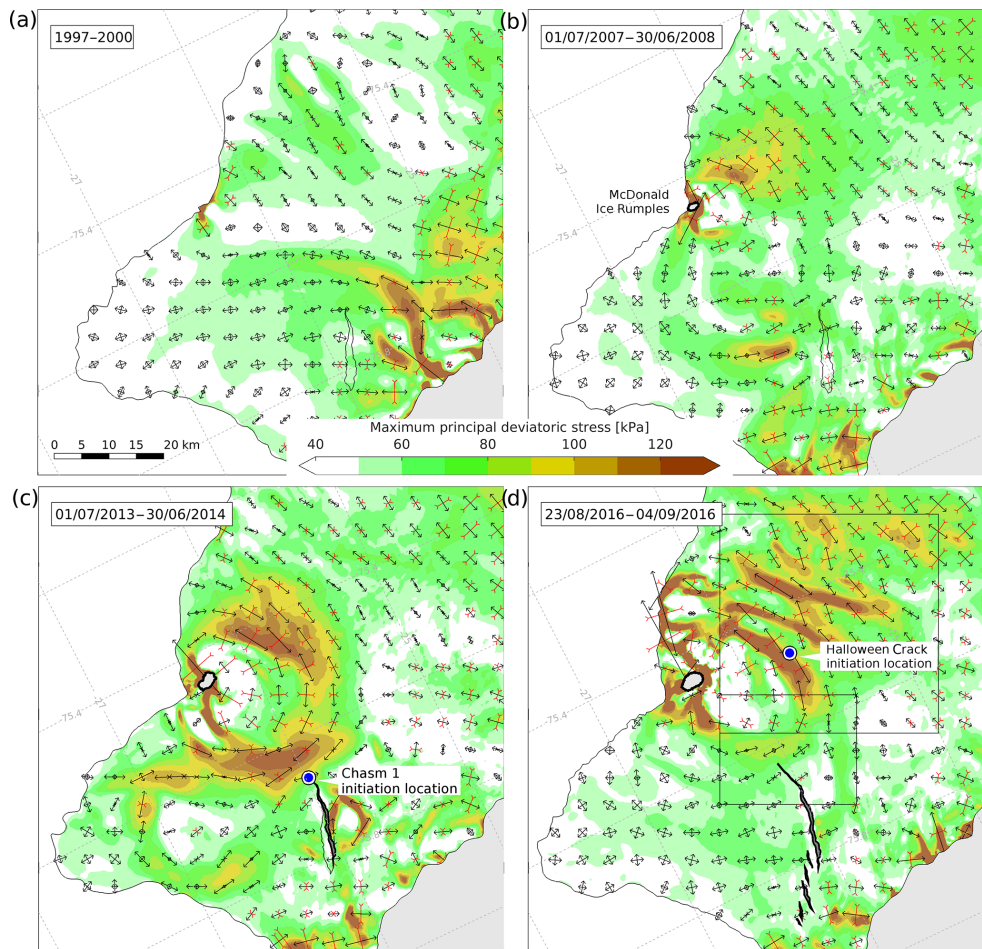 (a)
1997–2000
-75.4
-27
-75.4
0 5 10 15 20 km
(b)
01/07/2007−30/06/2008
McDonald
Ice Rumples
-27
-75.4
Maximum principal deviatoric stress [kPa]
40 60 80 100 120
(c)
01/07/2013−30/06/2014
-27
-75.4
Chasm 1
initiation location
(d)
23/08/2016−04/09/2016
Halloween Crack
initiation location
-27
-75.4